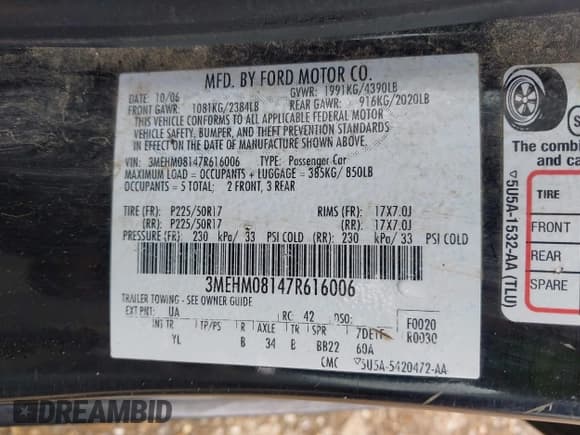 MFD. BY FORD MOTOR CO.
10/06 GVWR: 1991KG/4390LB
FRONT GAWR: 1081KG/2384LB REAR GAWR: 916KG/2020LB
THIS VEHICLE CONFORMS TO ALL APPLICABLE FEDERAL MOTOR
VEHICLE SAFETY, BUMPER, AND THEFT PREVENTION STANDARDS
IN EFFECT ON THE DATE OF MANUFACTURE SHOWN ABOVE.
VIN: 3MEHM08147R616006 TYPE: Passenger Car
MAXIMUM LOAD = OCCUPANTS + LUGGAGE = 385KG/ 850LB
OCCUPANTS = 5 TOTAL; 2 FRONT, 3 REAR
TIRE (FR): P225/50R17 RIMS (FR): 17X7.0J
(RR): P225/50R17 (RR): 17X7.0J
PRESSURE (FR): 230 kPa/ 33 PSI COLD (RR): 230 kPa/ 33 PSI COLD
3MEHM08147R616006
TRAILER TOWING - SEE OWNER GUIDE
EXT PNT: UA RC: 42 DSO: F0020
INT TR TP/PS R AXLE TR SPR R0030
YL B 34 B BB22 60A
CMC ▽5U5A-5420472-AA
The combi
and ca
TIRE
FRONT
REAR
SPARE
▽5U5A-1532-AA (TLU)
DREAMBID